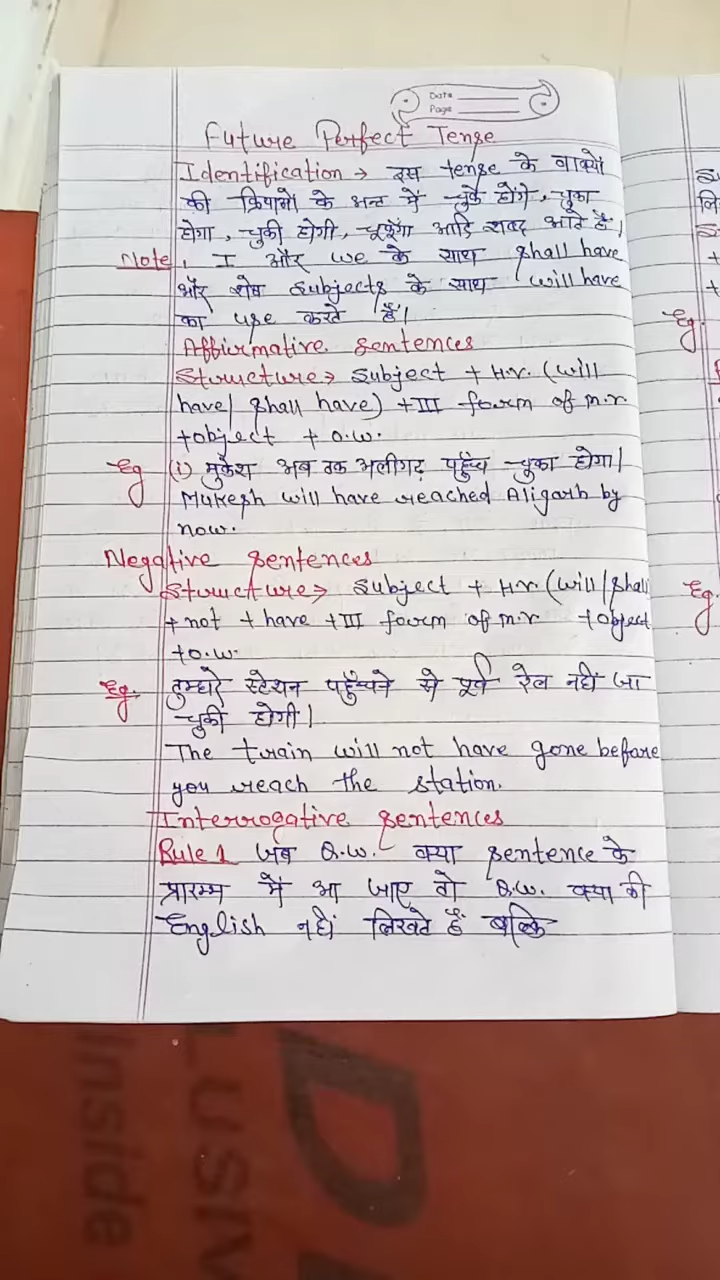 Date
Page
Future Perfect Tense
Identification → इस tense के वाक्यों
की क्रियाओं के अन्त में चुके होंगे, चुका
होगा, चुकी होगी, चूकूँगा आदि शब्द आते हैं।
Note, I और we के साथ shall have
और शेष subjects के साथ will have
का use करते हैं।
Affirmative sentences
Structure → Subject + H.v. (will
have/ shall have) + III form of m.v.
+object + o.w.
Eg (i) मुकेश अब तक अलीगढ़ पहुँच चुका होगा।
Mukesh will have reached Aligarh by
now.
Negative sentences
Structure → Subject + H.v. (will/shall
+ not + have + III form of m.v +object
+o.w.
Eg. तुम्हारे स्टेशन पहुँचने से पूर्व रेल नहीं जा
चुकी होगी।
The train will not have gone before
you reach the station.
Interrogative sentences
Rule 1 जब Q.w. क्या sentence के
प्रारम्भ में आ जाए तो Q.w. क्या की
English नहीं लिखते हैं बल्कि
Eg.
Eg.
LUSIV
Inside